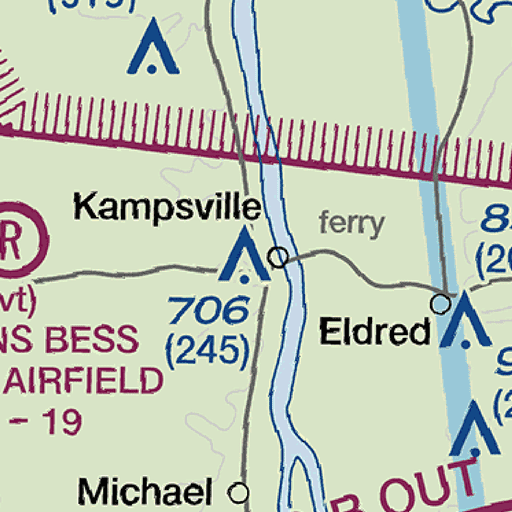 Kampsville
ferry
R
706
(245)
Eldred
NS BESS
AIRFIELD
- 19
Michael
B OUT